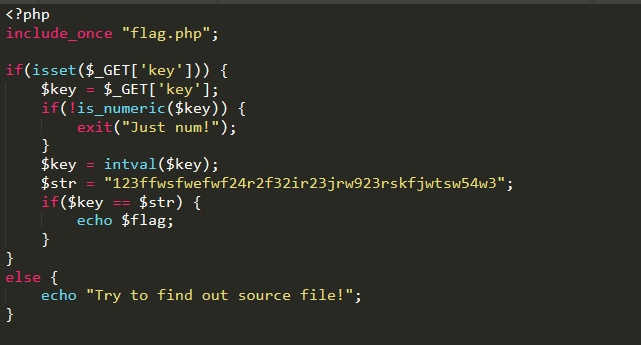 <?php
include_once "flag.php";
if(isset($_GET['key'])) {
$key = $_GET['key'];
if(!is_numeric($key)) {
exit("Just num!");
}
$key = intval($key);
$str = "123ffwsfwefwf24r2f32ir23jrw923rskfjwtsw54w3";
if($key == $str) {
echo $flag;
}
}
else {
echo "Try to find out source file!";
}